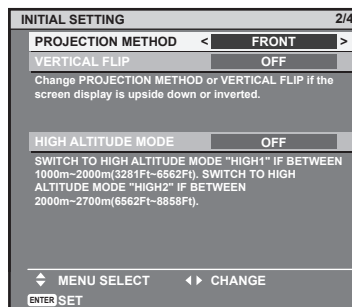 INITIAL SETTING 2/4
PROJECTION METHOD < FRONT >
VERTICAL FLIP OFF
Change PROJECTION METHOD or VERTICAL FLIP if the
screen display is upside down or inverted.
HIGH ALTITUDE MODE OFF
SWITCH TO HIGH ALTITUDE MODE "HIGH1" IF BETWEEN
1000m~2000m(3281Ft~6562Ft). SWITCH TO HIGH
ALTITUDE MODE "HIGH2" IF BETWEEN
2000m~2700m(6562Ft~8858Ft).
MENU SELECT CHANGE
ENTER SET